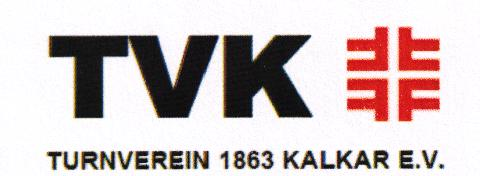 TVK
TURNVEREIN 1863 KALKAR E.V.